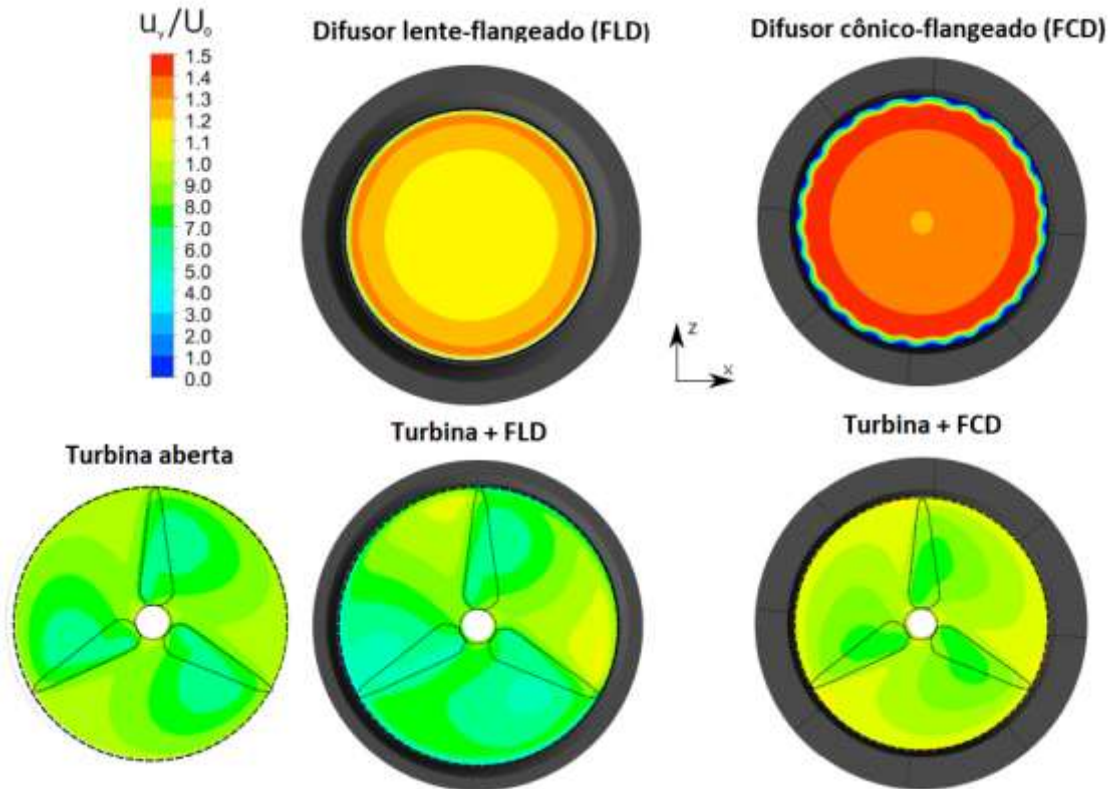 u_y/U_o
Difusor lente-flangeado (FLD)
Difusor cônico-flangeado (FCD)
1.5
1.4
1.3
1.2
1.1
1.0
9.0
8.0
7.0
6.0
5.0
4.0
3.0
2.0
1.0
0.0
z
x
Turbina aberta
Turbina + FLD
Turbina + FCD